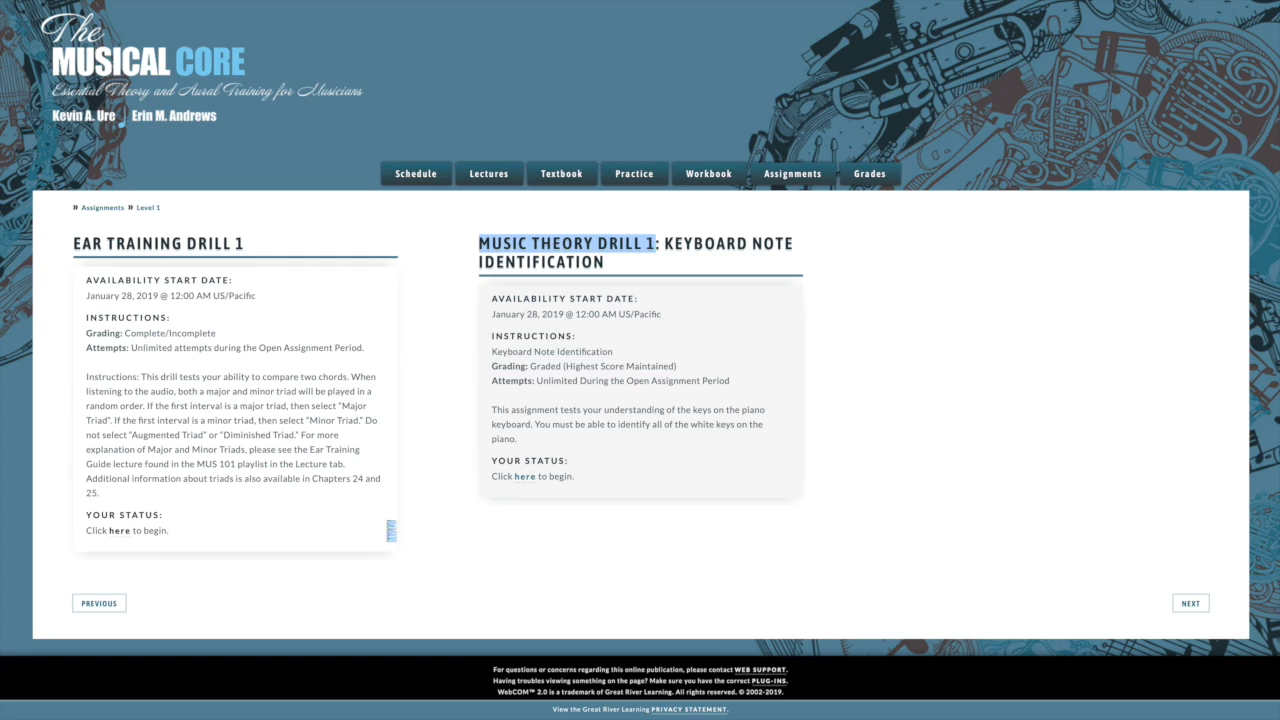 The
MUSICAL CORE
Essential Theory and Aural Training for Musicians
Kevin A. Ure Erin M. Andrews
Schedule Lectures Textbook Practice Workbook Assignments Grades
» Assignments » Level 1
EAR TRAINING DRILL 1
AVAILABILITY START DATE:
January 28, 2019 @ 12:00 AM US/Pacific
INSTRUCTIONS:
Grading: Complete/Incomplete
Attempts: Unlimited attempts during the Open Assignment Period.
Instructions: This drill tests your ability to compare two chords. When
listening to the audio, both a major and minor triad will be played in a
random order. If the first interval is a major triad, then select “Major
Triad”. If the first interval is a minor triad, then select “Minor Triad.” Do
not select “Augmented Triad” or “Diminished Triad.” For more
explanation of Major and Minor Triads, please see the Ear Training
Guide lecture found in the MUS 101 playlist in the Lecture tab.
Additional information about triads is also available in Chapters 24 and
25.
YOUR STATUS:
Click here to begin.
MUSIC THEORY DRILL 1: KEYBOARD NOTE
IDENTIFICATION
AVAILABILITY START DATE:
January 28, 2019 @ 12:00 AM US/Pacific
INSTRUCTIONS:
Keyboard Note Identification
Grading: Graded (Highest Score Maintained)
Attempts: Unlimited During the Open Assignment Period
This assignment tests your understanding of the keys on the piano
keyboard. You must be able to identify all of the white keys on the
piano.
YOUR STATUS:
Click here to begin.
PREVIOUS
NEXT
For questions or concerns regarding this online publication, please contact WEB SUPPORT.
Having troubles viewing something on the page? Make sure you have the correct PLUG-INS.
WebCOM™ 2.0 is a trademark of Great River Learning. All rights reserved. © 2002-2019.
View the Great River Learning PRIVACY STATEMENT.